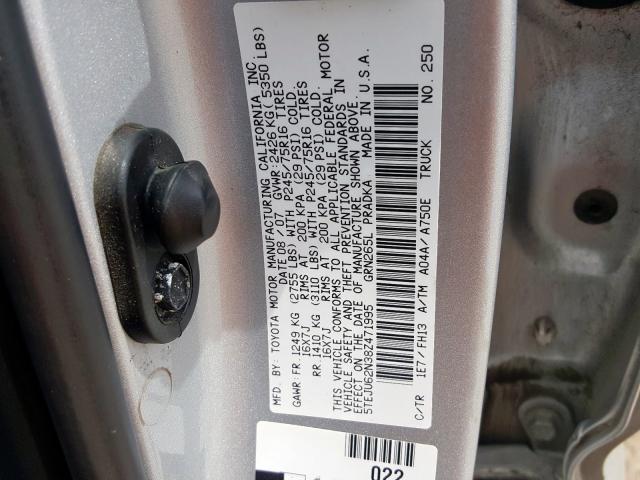 MFD. BY: TOYOTA MOTOR MANUFACTURING CALIFORNIA INC.
DATE 08 / 07 GVWR: 2426 KG ( 5350 LBS)
GAWR: FR. 1249 KG (2755 LBS) WITH P245/75R16 TIRES
16X7J RIMS AT 200 KPA (29 PSI) COLD.
RR. 1410 KG (3110 LBS) WITH P245/75R16 TIRES
16X7J RIMS AT 200 KPA (29 PSI) COLD.
THIS VEHICLE CONFORMS TO ALL APPLICABLE FEDERAL MOTOR
VEHICLE SAFETY AND THEFT PREVENTION STANDARDS IN
EFFECT ON THE DATE OF MANUFACTURE SHOWN ABOVE.
5TEJU62N38Z471995 GRN265L PRADKA MADE IN U.S.A.
C/TR 1E7/FH13 A/TM A04A/A750E TRUCK NO. 250
022